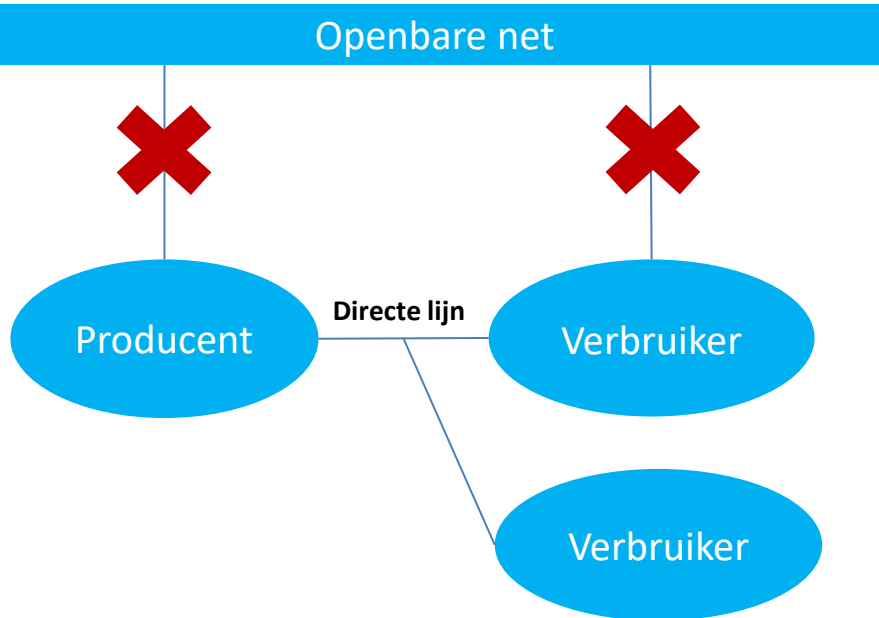 Openbare net
Directe lijn
Producent
Verbruiker
Verbruiker